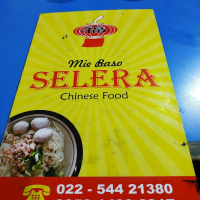 Mie Baso
SELERA
Chinese Food
022 - 544 21380